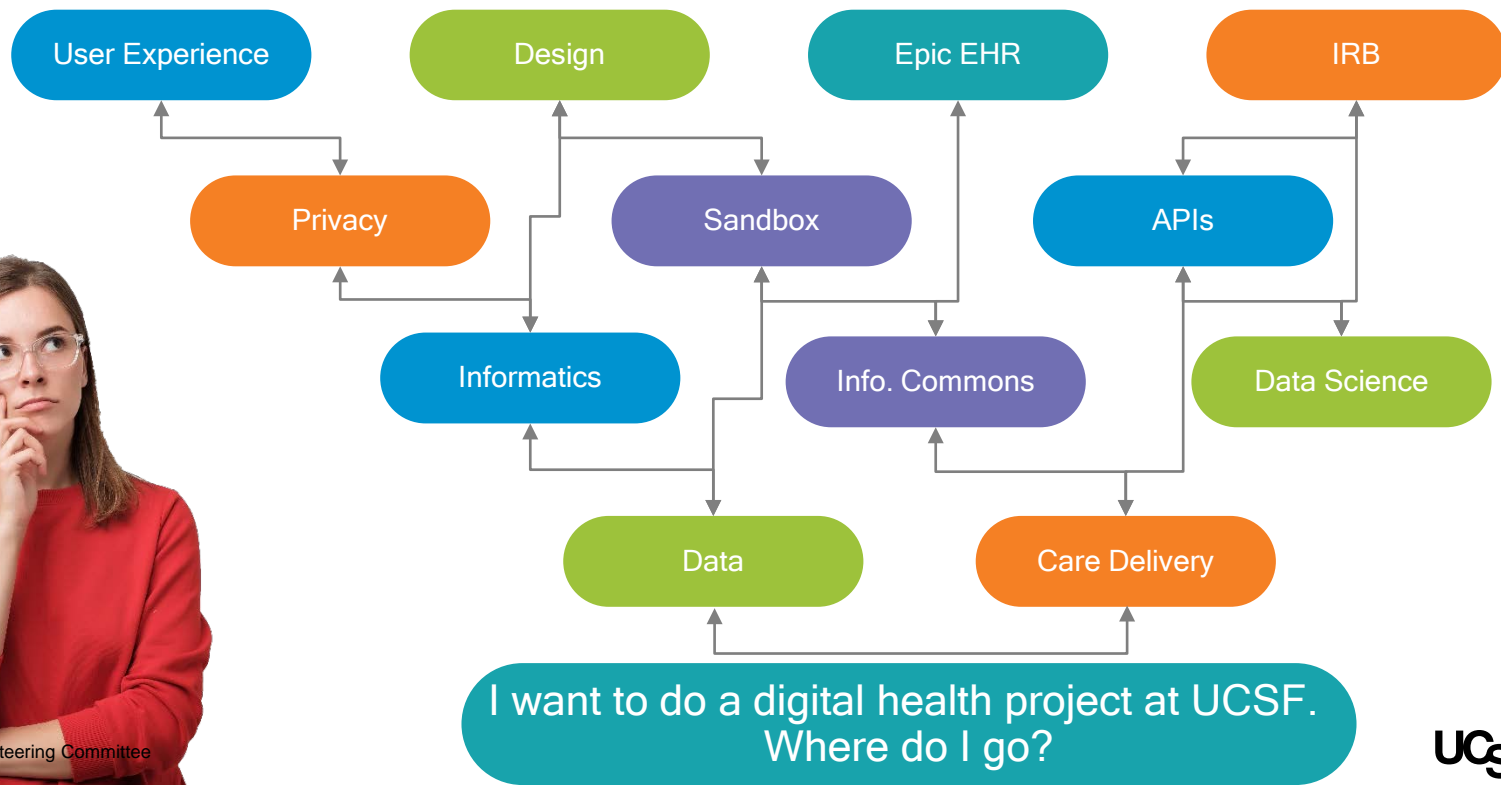 User Experience
Design
Epic EHR
IRB
Privacy
Sandbox
APIs
Informatics
Info. Commons
Data Science
Data
Care Delivery
I want to do a digital health project at UCSF.
Where do I go?
teering Committee
UCS